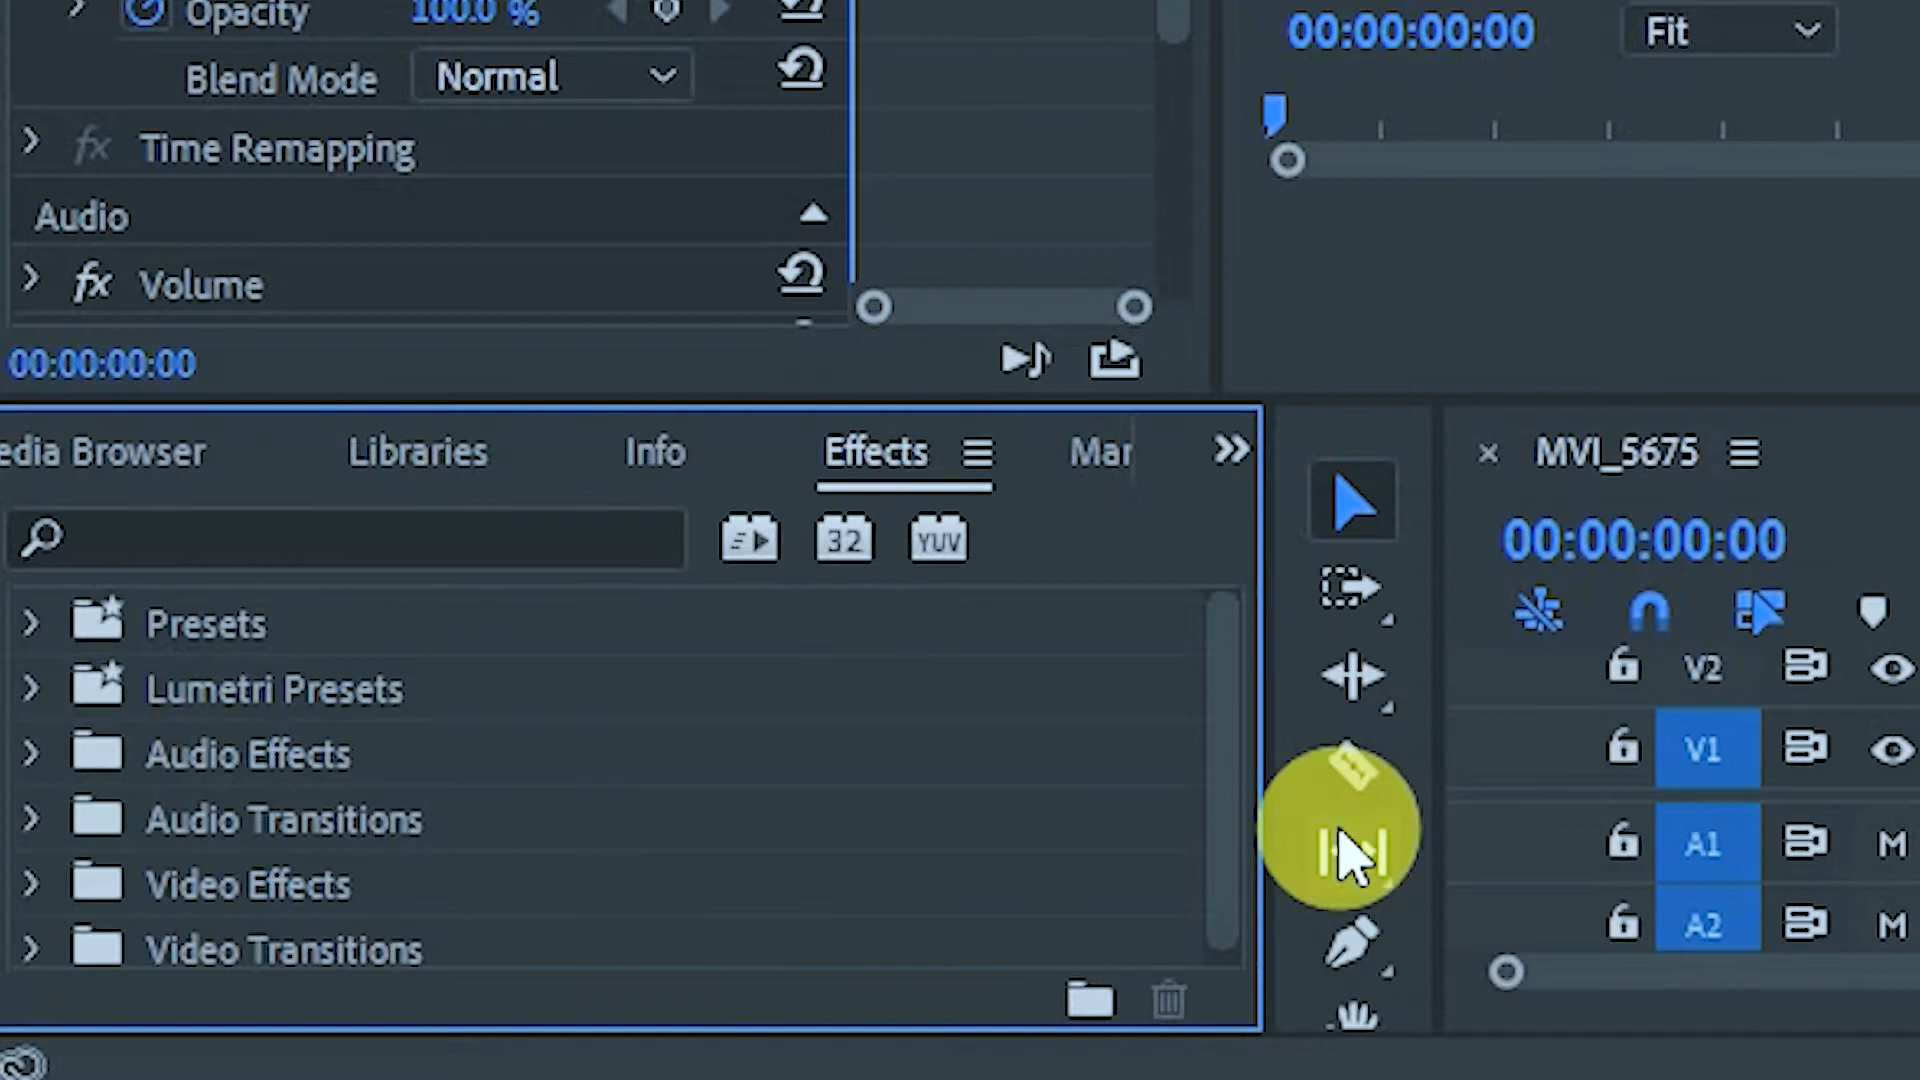 Opacity 100.0 %
Blend Mode Normal
fx Time Remapping
Audio
fx Volume
00:00:00:00
00:00:00:00 Fit
edia Browser Libraries Info Effects Mar
32 YUV
Presets
Lumetri Presets
Audio Effects
Audio Transitions
Video Effects
Video Transitions
× MVI_5675
00:00:00:00
V2
V1
A1 M
A2 M